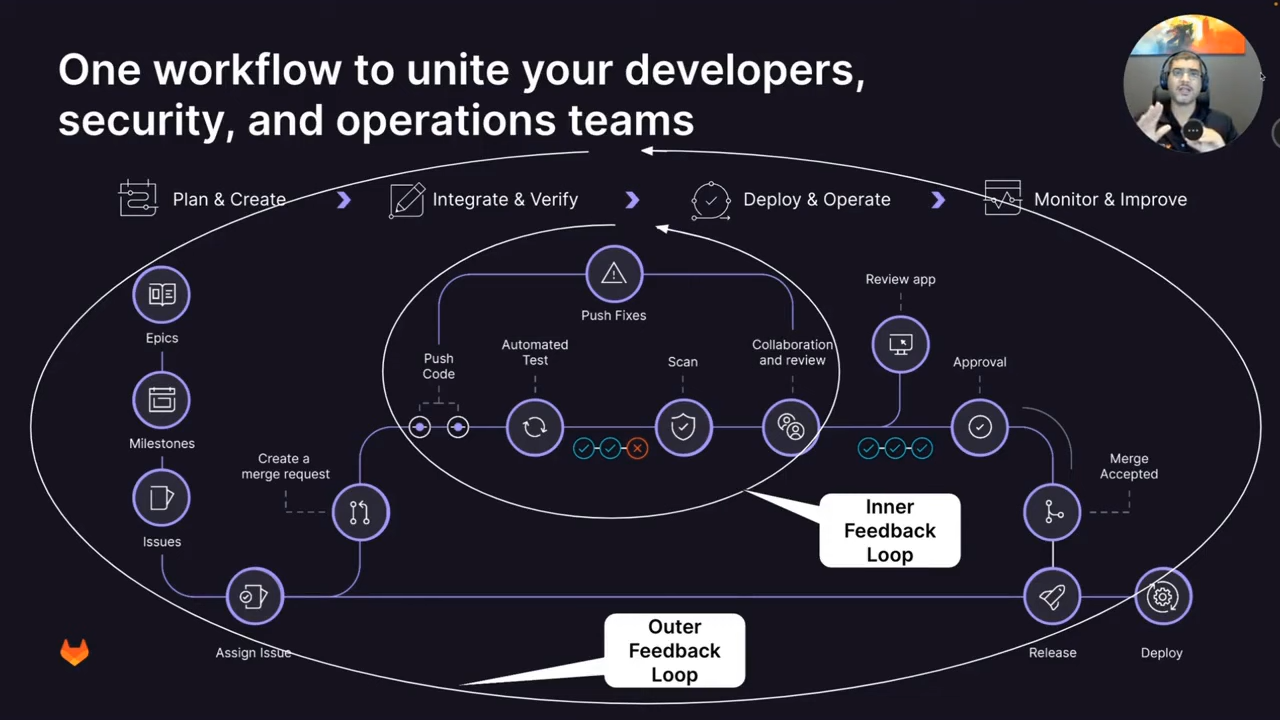 One workflow to unite your developers,
security, and operations teams
Plan & Create
Integrate & Verify
Deploy & Operate
Monitor & Improve
Epics
Milestones
Issues
Assign Issue
Create a
merge request
Push
Code
Push Fixes
Automated
Test
Scan
Collaboration
and review
Review app
Approval
Merge
Accepted
Release
Deploy
Inner
Feedback
Loop
Outer
Feedback
Loop